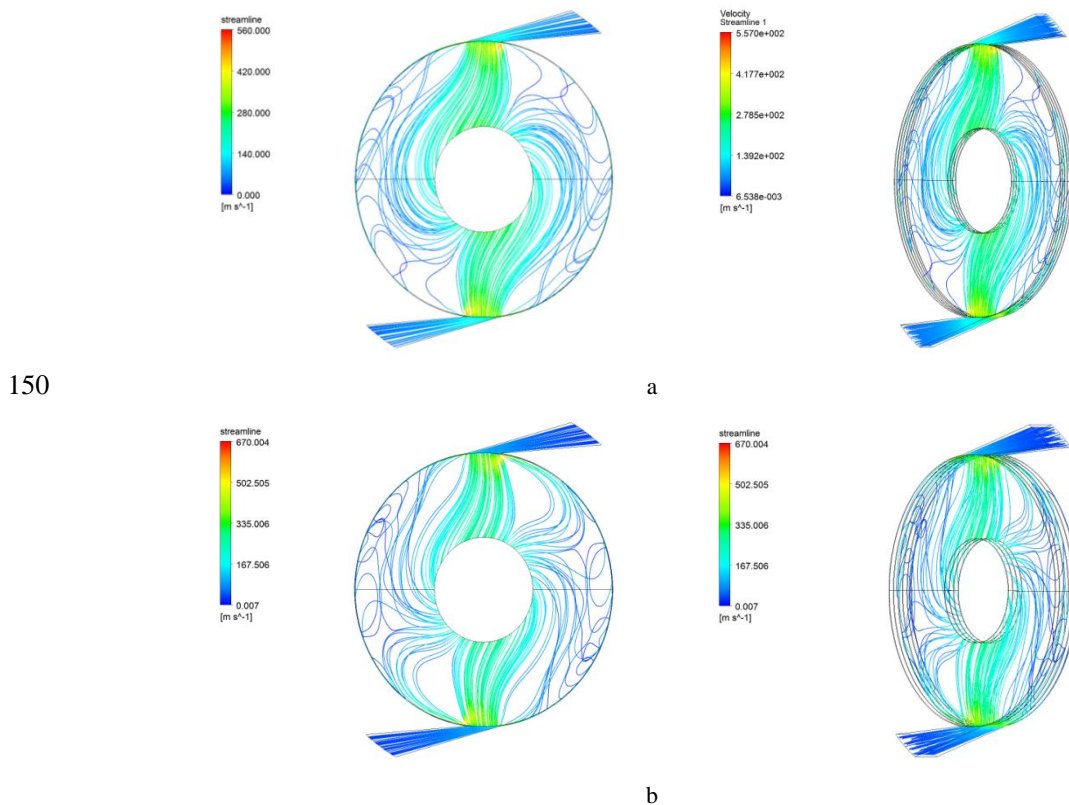 streamline
560.000
420.000
280.000
140.000
0.000
[m s^-1]
Velocity
Streamline 1
5.570e+002
4.177e+002
2.785e+002
1.392e+002
6.538e-003
[m s^-1]
150
a
streamline
670.004
502.505
335.006
167.506
0.007
[m s^-1]
streamline
670.004
502.505
335.006
167.506
0.007
[m s^-1]
b